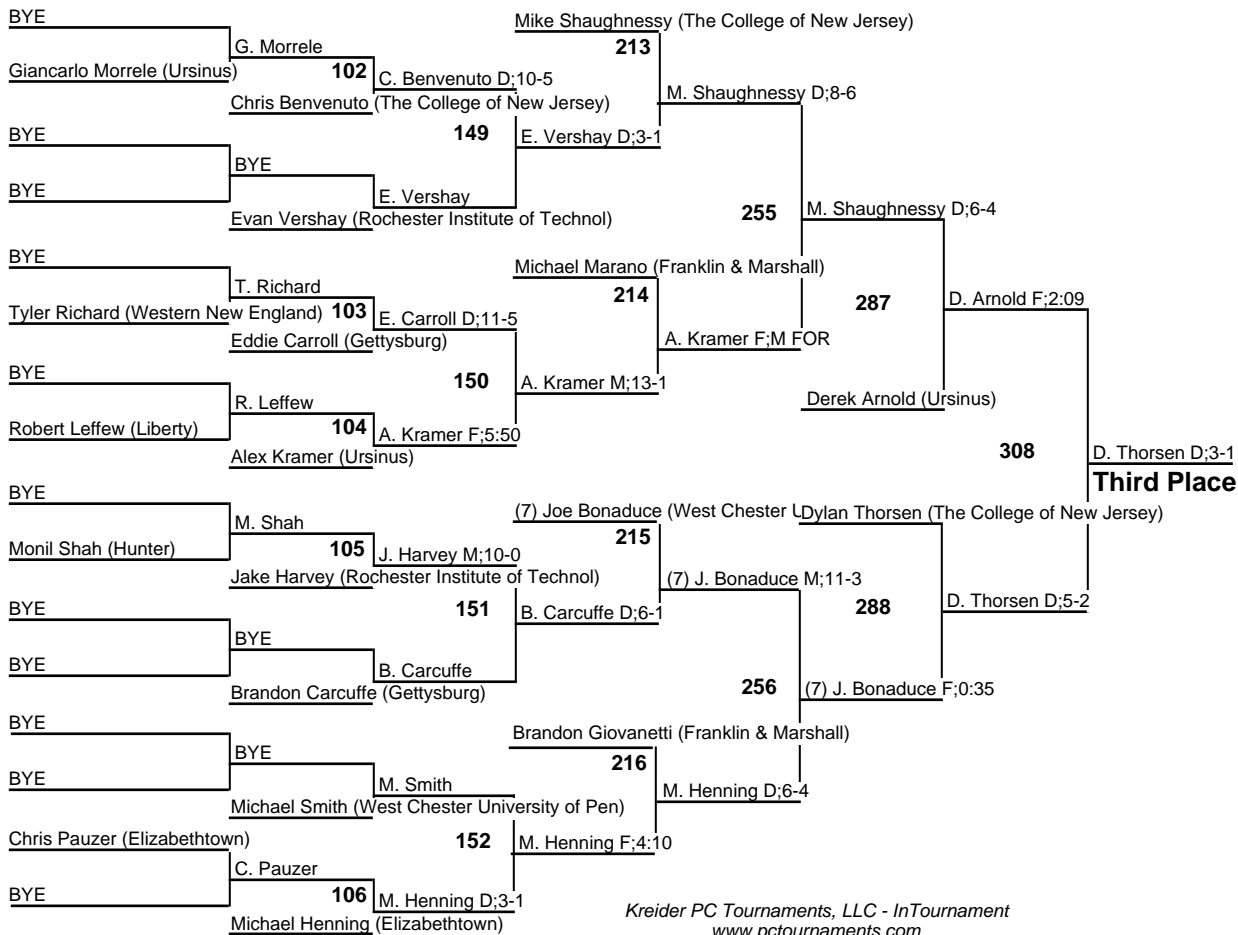 BYE
Mike Shaughnessy (The College of New Jersey)
G. Morrele
213
Giancarlo Morrele (Ursinus)
102
C. Benvenuto D;10-5
M. Shaughnessy D;8-6
Chris Benvenuto (The College of New Jersey)
BYE
149
E. Vershay D;3-1
BYE
BYE
E. Vershay
255
M. Shaughnessy D;6-4
Evan Vershay (Rochester Institute of Technol)
BYE
Michael Marano (Franklin & Marshall)
T. Richard
214
287
D. Arnold F;2:09
Tyler Richard (Western New England)
103
E. Carroll D;11-5
Eddie Carroll (Gettysburg)
A. Kramer F;M FOR
BYE
150
A. Kramer M;13-1
Derek Arnold (Ursinus)
R. Leffew
Robert Leffew (Liberty)
104
A. Kramer F;5:50
308
D. Thorsen D;3-1
Alex Kramer (Ursinus)
Third Place
BYE
(7) Joe Bonaduce (West Chester U
Dylan Thorsen (The College of New Jersey)
M. Shah
215
Monil Shah (Hunter)
105
J. Harvey M;10-0
Jake Harvey (Rochester Institute of Technol)
(7) J. Bonaduce M;11-3
BYE
151
B. Carcuffe D;6-1
288
D. Thorsen D;5-2
BYE
BYE
B. Carcuffe
Brandon Carcuffe (Gettysburg)
256
(7) J. Bonaduce F;0:35
BYE
Brandon Giovanetti (Franklin & Marshall)
BYE
216
BYE
M. Smith
M. Henning D;6-4
Michael Smith (West Chester University of Pen)
Chris Pauzer (Elizabethtown)
152
M. Henning F;4:10
C. Pauzer
BYE
106
M. Henning D;3-1
Michael Henning (Elizabethtown)
Kreider PC Tournaments, LLC - InTournament
www.pctournaments.com